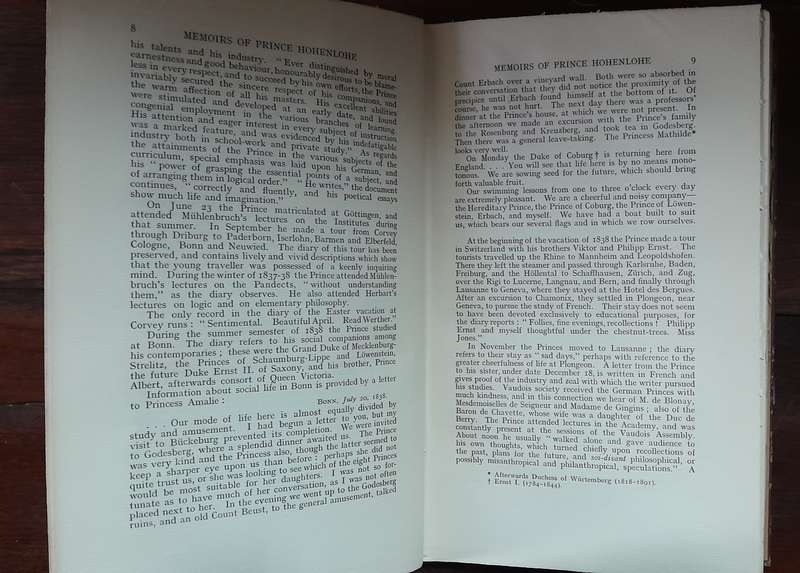 8
MEMOIRS OF PRINCE HOHENLOHE
his talents and his industry. "Ever distinguished by moral
earnestness and good behaviour, honourably desirous to be blame-
less in every respect, and to succeed by his own efforts, the Prince
invariably secured the sincere respect of his companions, and
the warm affection of all his masters. His excellent abilities
were stimulated and developed at an early date, and found
congenial employment in the various branches of learning.
His attention and eager interest in every subject of instruction
was a marked feature, and was evidenced by his indefatigable
industry both in school-work and private study." As regards
the attainments of the Prince in the various subjects of the
curriculum, special emphasis was laid upon his German, and
his "power of grasping the essential points of a subject, and
of arranging them in logical order." "He writes," the document
continues, "correctly and fluently, and his poetical essays
show much life and imagination."
On June 23 the Prince matriculated at Göttingen, and
attended Mühlenbruch's lectures on the Institutes during
that summer. In September he made a tour from Corvey
through Driburg to Paderborn, Iserlohn, Barmen and Elberfeld,
Cologne, Bonn and Neuwied. The diary of this tour has been
preserved, and contains lively and vivid descriptions which show
that the young traveller was possessed of a keenly inquiring
mind. During the winter of 1837-38 the Prince attended Mühlen-
bruch's lectures on the Pandects, "without understanding
them," as the diary observes. He also attended Herbart's
lectures on logic and on elementary philosophy.
The only record in the diary of the Easter vacation at
Corvey runs: "Sentimental. Beautiful April. Read Werther."
During the summer semester of 1838 the Prince studied
at Bonn. The diary refers to his social companions among
his contemporaries; these were the Grand Duke of Mecklenburg-
Strelitz, the Princes of Schaumburg-Lippe and Löwenstein,
the future Duke Ernst II. of Saxony, and his brother, Prince
Albert, afterwards consort of Queen Victoria.
Information about social life in Bonn is provided by a letter
to Princess Amalie:
BONN, July 20, 1838.
. . . Our mode of life here is almost equally divided by
study and amusement. I had begun a letter to you, but my
visit to Bückeburg prevented its completion. We were invited
to Godesberg, where a splendid dinner awaited us. The Prince
was very kind and the Princess also, though the latter seemed to
keep a sharper eye upon us than before: perhaps she did not
quite trust us, or she was looking to see which of the eight Princes
would be most suitable for her daughters. I was not so for-
tunate as to have much of her conversation, as I was not often
placed next to her. In the evening we went up to the Godesberg
ruins, and an old Count Beust, to the general amusement, talked
MEMOIRS OF PRINCE HOHENLOHE 9
Count Erbach over a vineyard wall. Both were so absorbed in
their conversation that they did not notice the proximity of the
precipice until Erbach found himself at the bottom of it. Of
course, he was not hurt. The next day there was a professors'
dinner at the Prince's house, at which we were not present. In
the afternoon we made an excursion with the Prince's family
to the Rosenburg and Kreuzberg, and took tea in Godesberg.
Then there was a general leave-taking. The Princess Mathilde*
looks very well.
On Monday the Duke of Coburg† is returning here from
England. . . . You will see that life here is by no means mono-
tonous. We are sowing seed for the future, which should bring
forth valuable fruit.
Our swimming lessons from one to three o'clock every day
are extremely pleasant. We are a cheerful and noisy company—
the Hereditary Prince, the Prince of Coburg, the Prince of Löwen-
stein, Erbach, and myself. We have had a boat built to suit
us, which bears our several flags and in which we row ourselves.
At the beginning of the vacation of 1838 the Prince made a tour
in Switzerland with his brothers Viktor and Philipp Ernst. The
tourists travelled up the Rhine to Mannheim and Leopoldshofen.
There they left the steamer and passed through Karlsruhe, Baden,
Freiburg, and the Höllental to Schaffhausen, Zürich, and Zug,
over the Rigi to Lucerne, Langnau, and Bern, and finally through
Lausanne to Geneva, where they stayed at the Hotel des Bergues.
After an excursion to Chamonix, they settled in Plongeon, near
Geneva, to pursue the study of French. Their stay does not seem
to have been devoted exclusively to educational purposes, for
the diary reports: "Follies, fine evenings, recollections! Philipp
Ernst and myself thoughtful under the chestnut-trees. Miss
Jones."
In November the Princes moved to Lausanne; the diary
refers to their stay as "sad days," perhaps with reference to the
greater cheerfulness of life at Plongeon. A letter from the Prince
to his sister, under date December 18, is written in French and
gives proof of the industry and zeal with which the writer pursued
his studies. Vaudois society received the German Princes with
much kindness, and in this connection we hear of M. de Blonay,
Mesdemoiselles de Seigneur and Madame de Gingins; also of the
Baron de Chavette, whose wife was a daughter of the Duc de
Berry. The Prince attended lectures in the Academy, and was
constantly present at the sessions of the Vaudois Assembly.
About noon he usually "walked alone and gave audience to
his own thoughts, which turned chiefly upon recollections of
the past, plans for the future, and soi-disant philosophical, or
possibly misanthropical and philanthropical, speculations." A
* Afterwards Duchess of Würtemberg (1818-1891).
† Ernst I. (1784-1844).